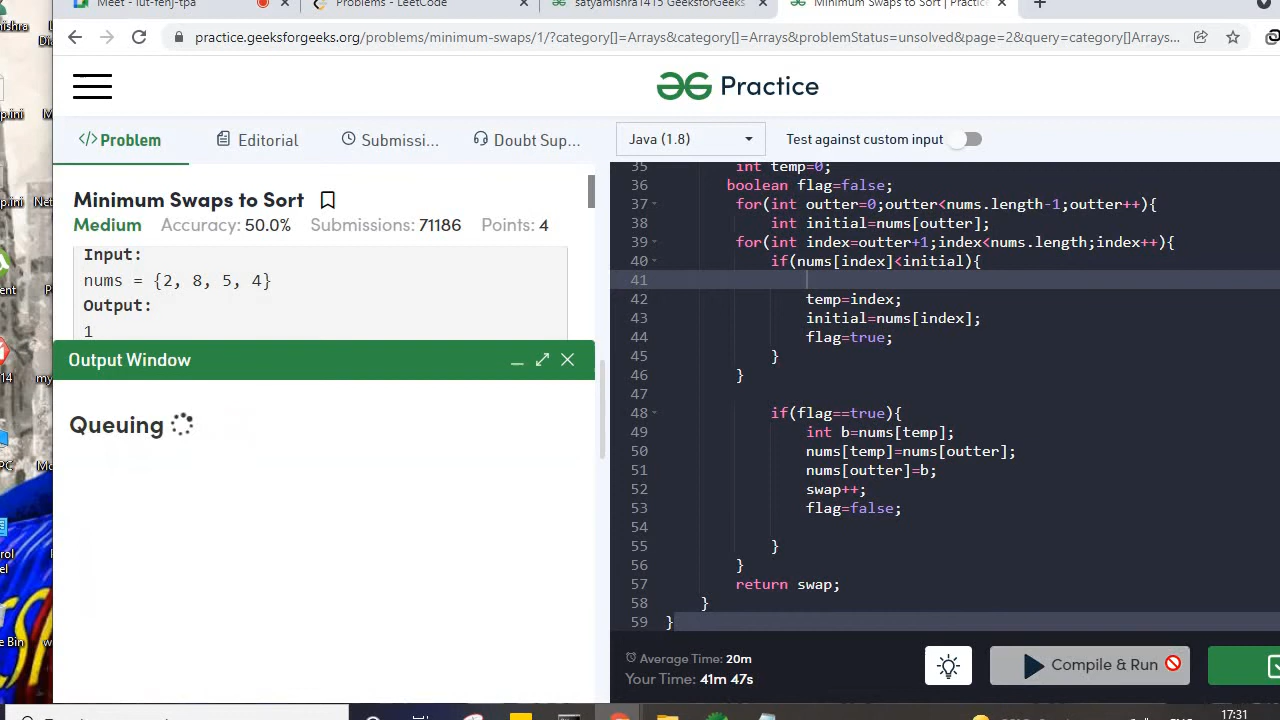 Meet - iut-fehj-tpa
Problems - LeetCode
satyamishra1415 GeeksforGeeks
Minimum Swaps to Sort | Practice
practice.geeksforgeeks.org/problems/minimum-swaps/1/?category[]=Arrays&category[]=Arrays&problemStatus=unsolved&page=2&query=category[]Arrays...
Practice
</> Problem
Editorial
Submissi...
Doubt Sup...
Java (1.8)
Test against custom input
Minimum Swaps to Sort
Medium Accuracy: 50.0% Submissions: 71186 Points: 4
Input:
nums = {2, 8, 5, 4}
Output:
1
Output Window
Queuing
35 int temp=0;
36 boolean flag=false;
37 for(int outter=0;outter<nums.length-1;outter++){
38 int initial=nums[outter];
39 for(int index=outter+1;index<nums.length;index++){
40 if(nums[index]<initial){
41
42 temp=index;
43 initial=nums[index];
44 flag=true;
45 }
46 }
47
48 if(flag==true){
49 int b=nums[temp];
50 nums[temp]=nums[outter];
51 nums[outter]=b;
52 swap++;
53 flag=false;
54
55 }
56 }
57 return swap;
58 }
59 }
Average Time: 20m
Your Time: 41m 47s
Compile & Run
17:31